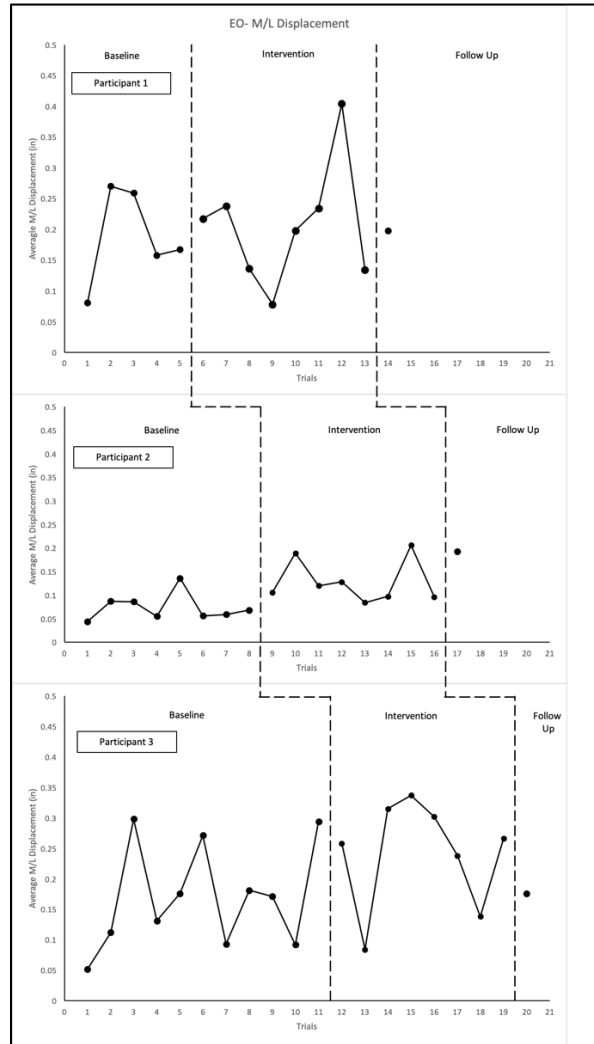 EO- M/L Displacement
Baseline Intervention Follow Up
Participant 1
Averagle M/L Displacement (in)
0.5
0.45
0.4
0.35
0.3
0.25
0.2
0.15
0.1
0.05
0
0 1 2 3 4 5 6 7 8 9 10 11 12 13 14 15 16 17 18 19 20 21
Trials
Baseline Intervention Follow Up
Participant 2
Average M/L Displacement (in)
0.5
0.45
0.4
0.35
0.3
0.25
0.2
0.15
0.1
0.05
0
0 1 2 3 4 5 6 7 8 9 10 11 12 13 14 15 16 17 18 19 20 21
Trials
Baseline Intervention Follow
Up
Participant 3
Average M/L Displacement (in)
0.5
0.45
0.4
0.35
0.3
0.25
0.2
0.15
0.1
0.05
0
0 1 2 3 4 5 6 7 8 9 10 11 12 13 14 15 16 17 18 19 20 21
Trials